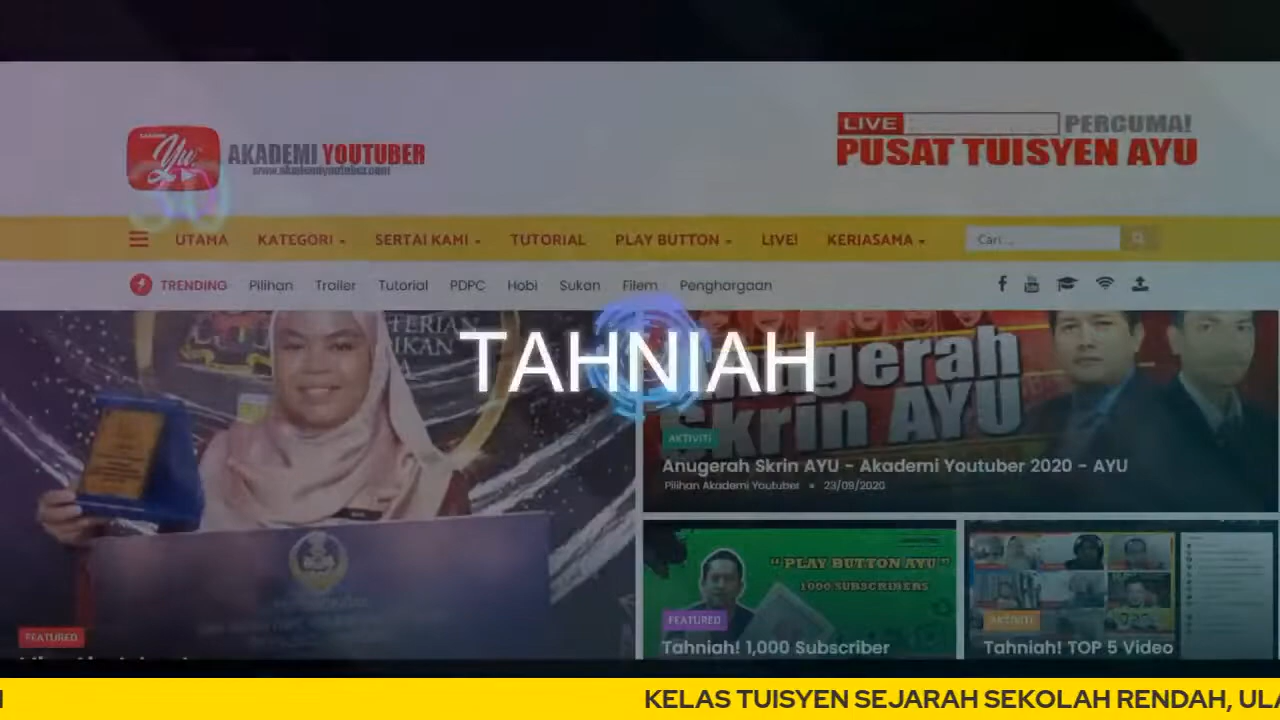 LIVE PERCUMA!
AKADEMI YOUTUBER
PUSAT TUISYEN AYU
www.akademiyoutuber.com
UTAMA KATEGORI SERTAI KAMI TUTORIAL PLAY BUTTON LIVE! KERJASAMA Cari ...
TRENDING Pilihan Trailer Tutorial PDPC Hobi Sukan Filem Penghargaan
TAHNIAH
Anugerah
Skrin AYU
AKTIVITI
Anugerah Skrin AYU - Akademi Youtuber 2020 - AYU
Pilihan Akademi Youtuber 23/09/2020
"PLAY BUTTON AYU"
1000 SUBSCRIBERS
FEATURED
Tahniah! 1,000 Subscriber
AKTIVITI
Tahniah! TOP 5 Video
FEATURED
KELAS TUISYEN SEJARAH SEKOLAH RENDAH, ULA